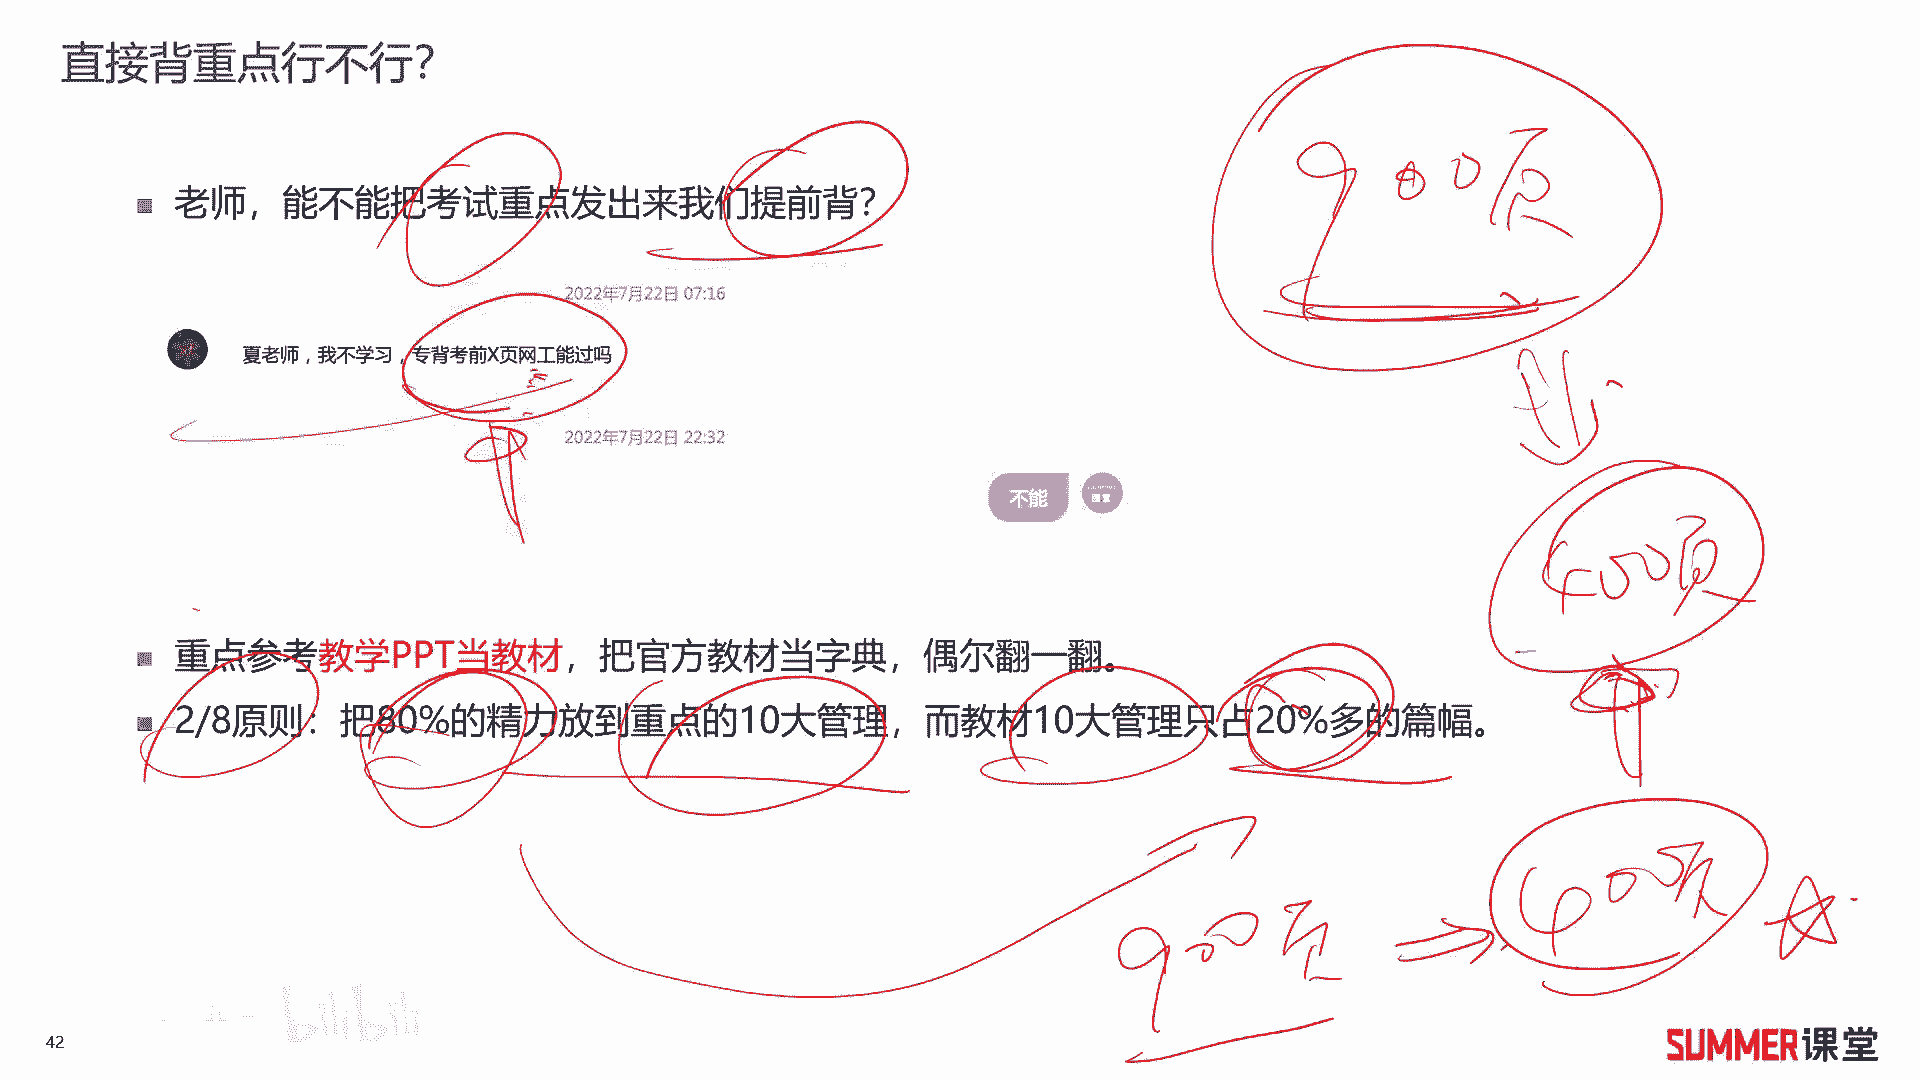 直接背重点行不行？
900页
老师，能不能把考试重点发出来我们提前背？
2022年7月22日 07:16
夏老师，我不学习，专背考前X页网工能过吗
2022年7月22日 22:32
不能
课堂
400页
重点参考教学PPT当教材，把官方教材当字典，偶尔翻一翻。
2/8原则：把80%的精力放到重点的10大管理，而教材10大管理只占20%多的篇幅。
900页
400页
bilibili
42
SUMMER课堂